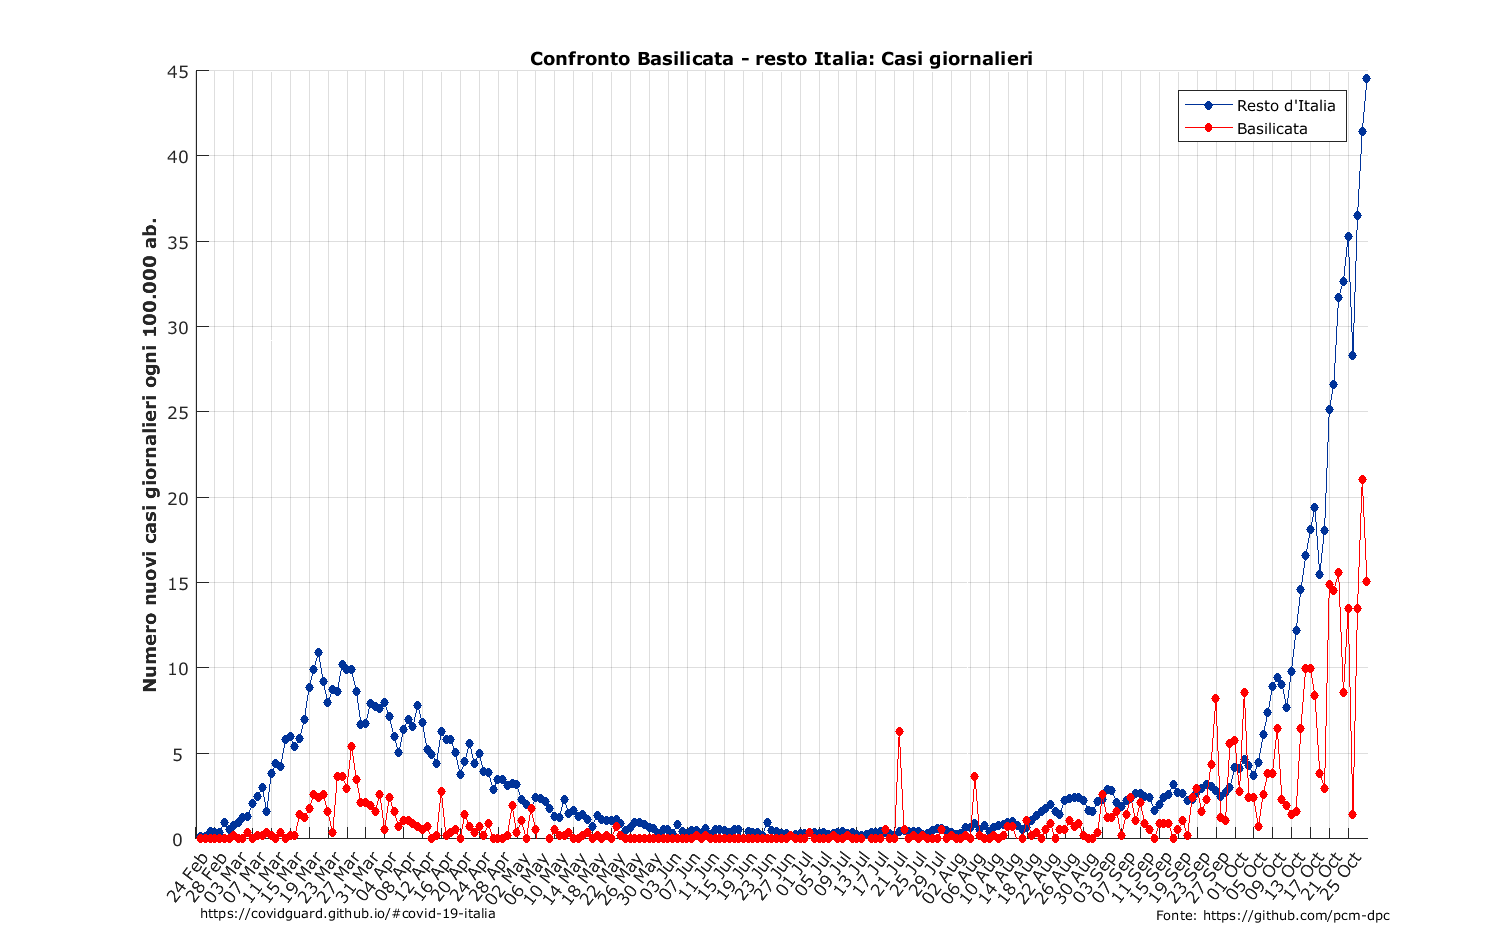 Confronto Basilicata - resto Italia: Casi giornalieri
Resto d'Italia
Basilicata
Numero nuovi casi giornalieri ogni 100.000 ab.
45
40
35
30
25
20
15
10
5
0
24 Feb
28 Feb
03 Mar
07 Mar
11 Mar
15 Mar
19 Mar
23 Mar
27 Mar
31 Mar
04 Apr
08 Apr
12 Apr
16 Apr
20 Apr
24 Apr
28 Apr
02 May
06 May
10 May
14 May
18 May
22 May
26 May
30 May
03 Jun
07 Jun
11 Jun
15 Jun
19 Jun
23 Jun
27 Jun
01 Jul
05 Jul
09 Jul
13 Jul
17 Jul
21 Jul
25 Jul
29 Jul
02 Aug
06 Aug
10 Aug
14 Aug
18 Aug
22 Aug
26 Aug
30 Aug
03 Sep
07 Sep
11 Sep
15 Sep
19 Sep
23 Sep
27 Sep
01 Oct
05 Oct
09 Oct
13 Oct
17 Oct
21 Oct
25 Oct
https://covidguard.github.io/#covid-19-italia
Fonte: https://github.com/pcm-dpc